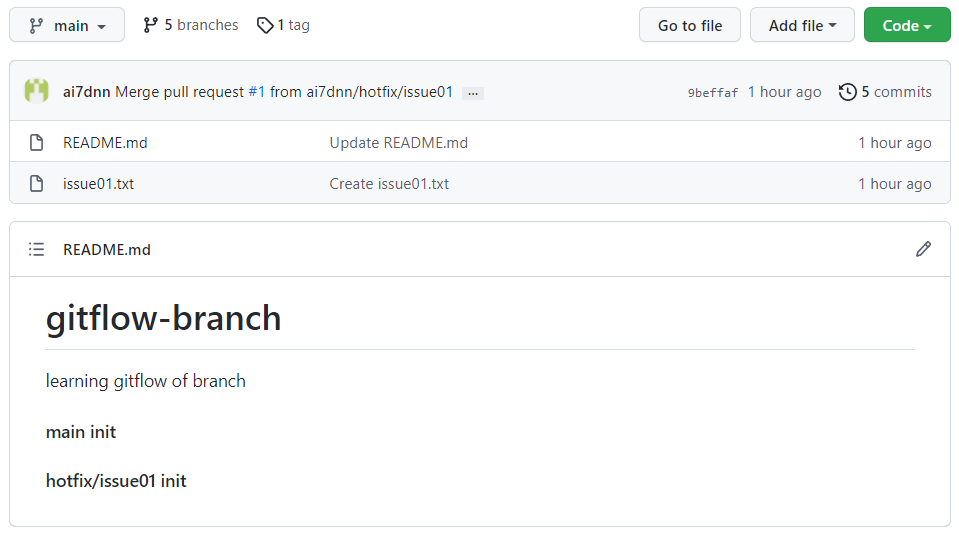 main 5 branches 1 tag Go to file Add file Code
ai7dnn Merge pull request #1 from ai7dnn/hotfix/issue01 ... 9beffaf 1 hour ago 5 commits
README.md Update README.md 1 hour ago
issue01.txt Create issue01.txt 1 hour ago
README.md
gitflow-branch
learning gitflow of branch
main init
hotfix/issue01 init